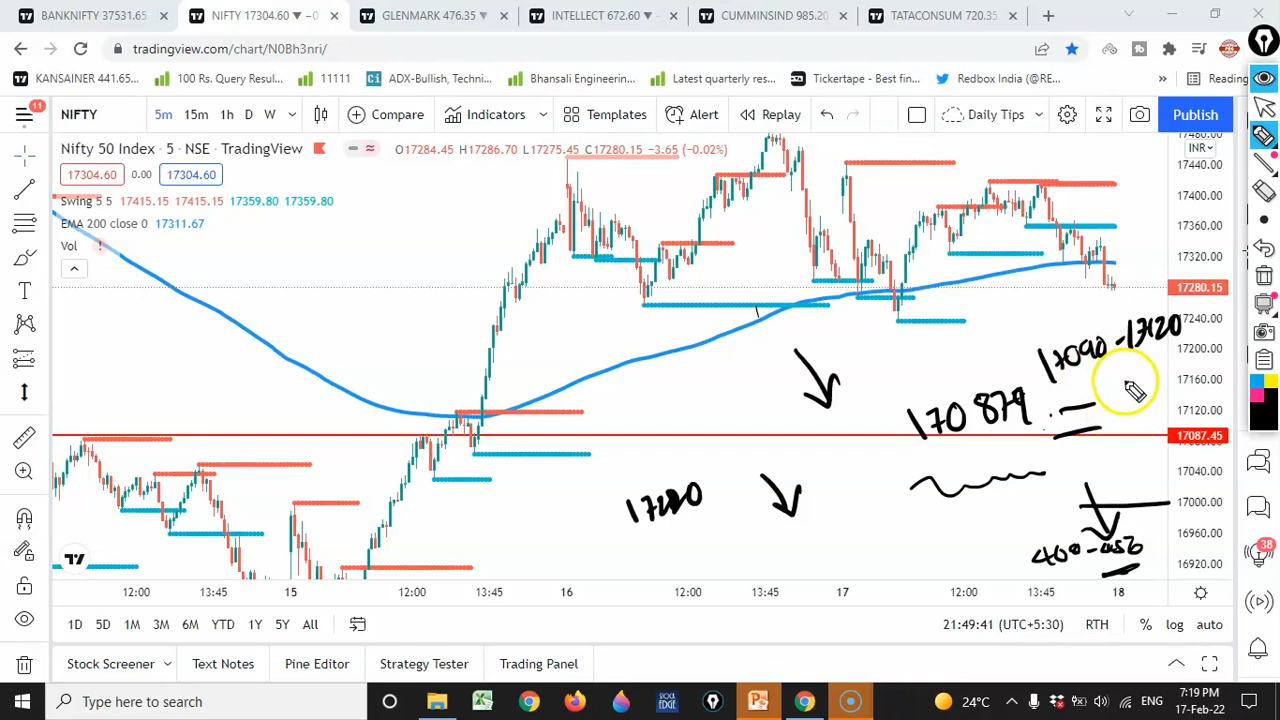 BANKNIFTY 37531.65
NIFTY 17304.60 ▼ −0
GLENMARK 476.35 ▼
INTELLECT 672.60 ▼
CUMMINSIND 985.20
TATACONSUM 720.35
tradingview.com/chart/N0Bh3nri/
KANSAINER 441.65...
100 Rs. Query Resul...
11111
ADX-Bullish, Techni...
Bhansali Engineerin...
Latest quarterly res...
Tickertape - Best fin...
Redbox India (@RE...
»
Reading
11
NIFTY
5m 15m 1h D W
Compare
Indicators
Templates
Alert
Replay
Daily Tips
Publish
Nifty 50 Index · 5 · NSE · TradingView
O17284.45 H17286.70 L17275.45 C17280.15 −3.65 (−0.02%)
17304.60 0.00 17304.60
Swing 5 5 17415.15 17415.15 17359.80 17359.80
EMA 200 close 0 17311.67
Vol !
17480.00
INR
17440.00
17400.00
17360.00
17320.00
17280.15
17240.00
17200.00
17160.00
17120.00
17087.45
17040.00
17000.00
16960.00
16920.00
17090 -17120
17280
12:00 13:45 15 12:00 13:45 16 12:00 13:45 17 12:00 13:45 18
38
1D 5D 1M 3M 6M YTD 1Y 5Y All
21:49:41 (UTC+5:30) RTH % log auto
Stock Screener Text Notes Pine Editor Strategy Tester Trading Panel
Type here to search
STOCK EDGE
24°C
ENG
7:19 PM
17-Feb-22